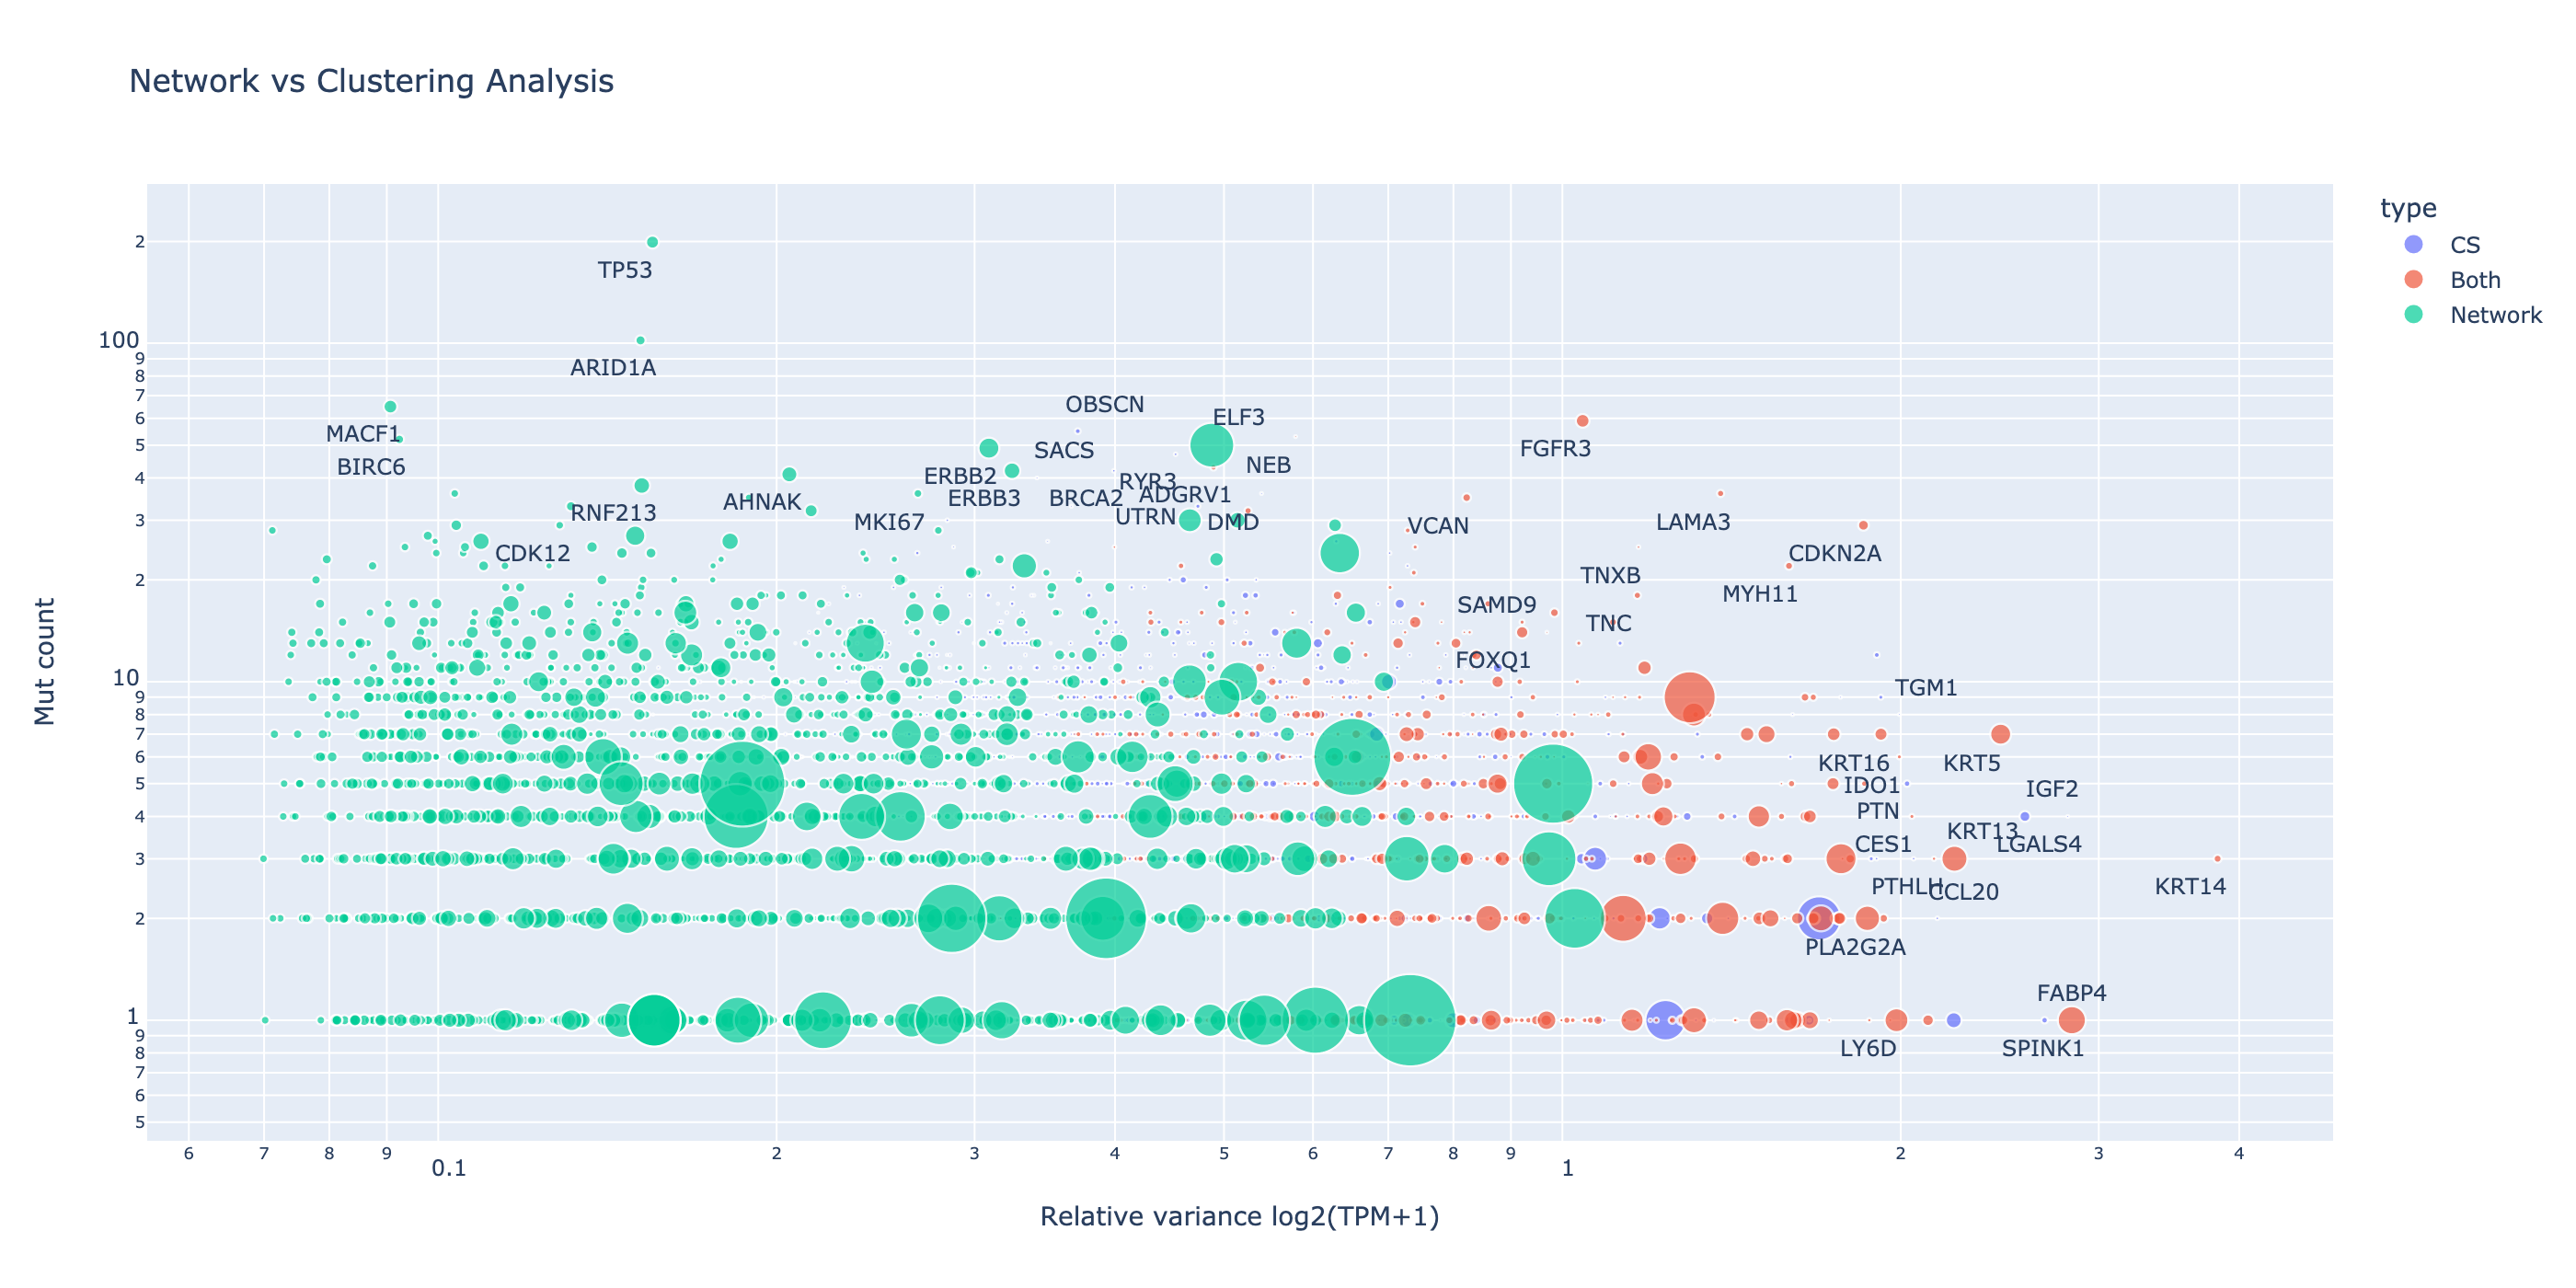 Network vs Clustering Analysis
type
CS
Both
Network
Mut count
2
100
9
8
7
6
5
4
3
2
10
9
8
7
6
5
4
3
2
1
9
8
7
6
5
TP53
ARID1A
OBSCN
ELF3
MACF1
FGFR3
SACS
BIRC6
NEB
ERBB2
RYR3
ADGRV1
AHNAK
ERBB3
BRCA2
RNF213
UTRN
MKI67
DMD
VCAN
LAMA3
CDK12
CDKN2A
TNXB
MYH11
SAMD9
TNC
FOXQ1
TGM1
KRT16
KRT5
IDO1
IGF2
PTN
KRT13
CES1
LGALS4
PTHLH
CCL20
KRT14
PLA2G2A
FABP4
LY6D
SPINK1
6 7 8 9 0.1 2 3 4 5 6 7 8 9 1 2 3 4
Relative variance log2(TPM+1)